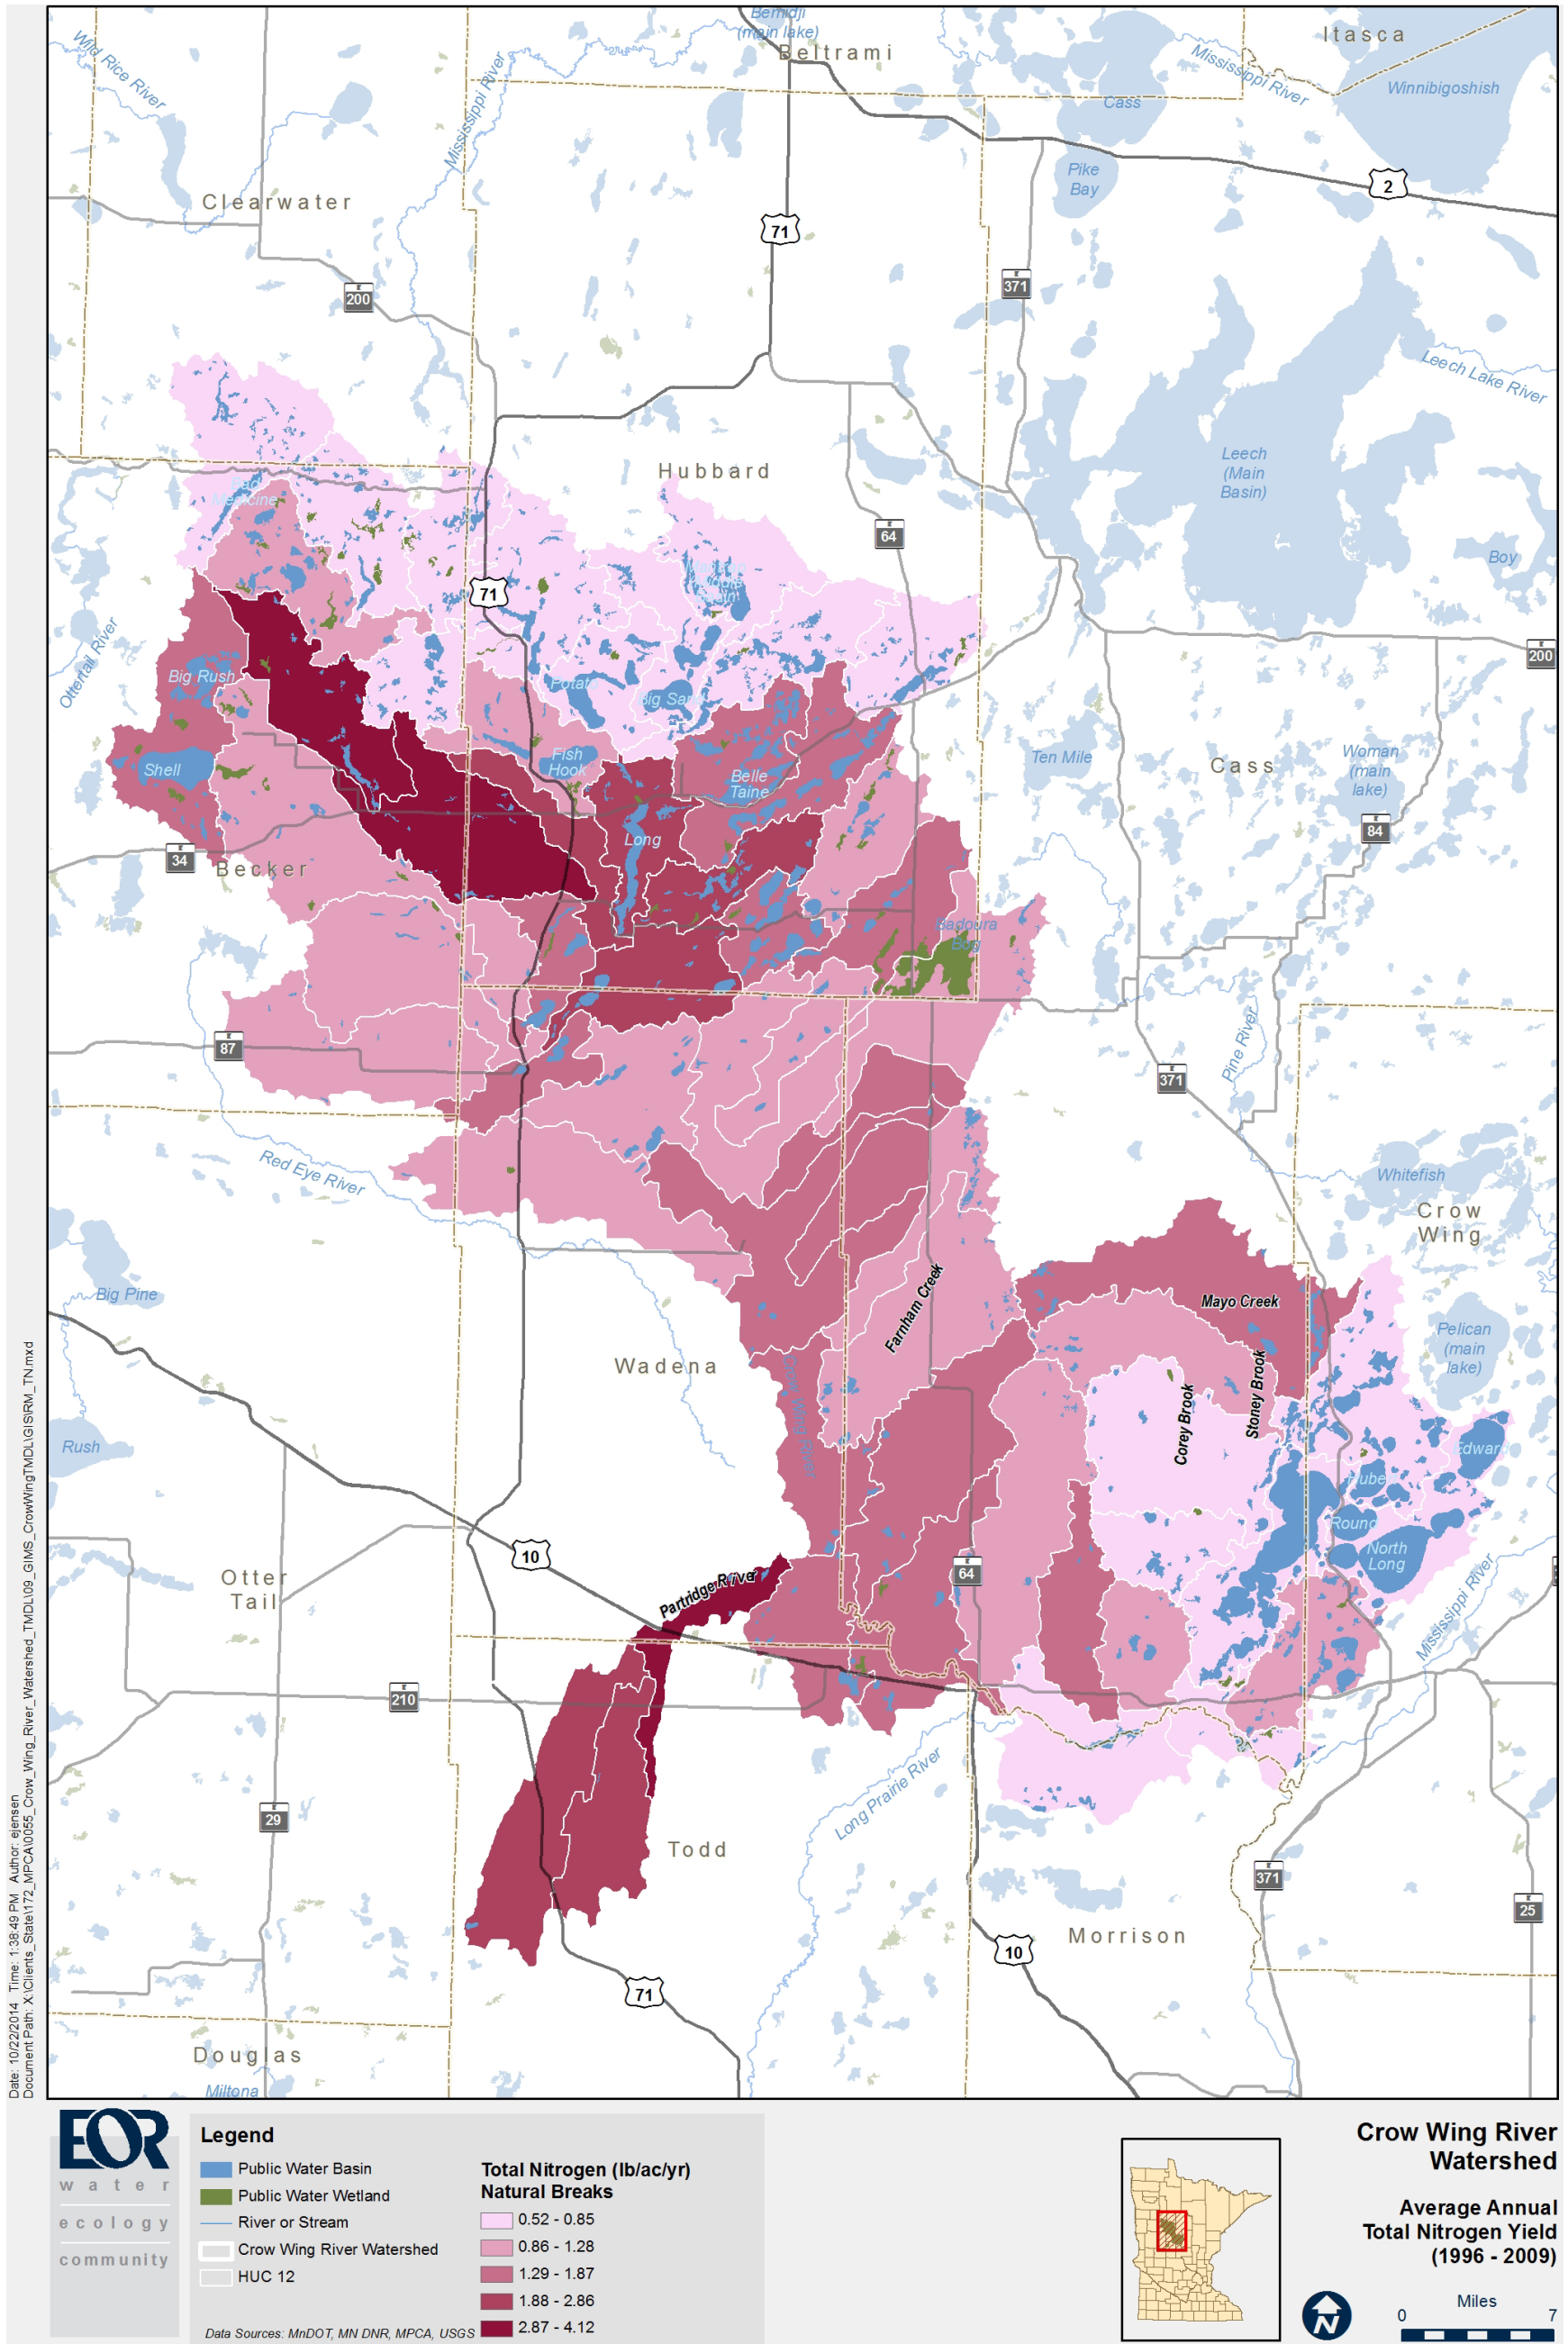 Bemidji
(main lake)
Beltrami
Itasca
Wild Rice River
Mississippi River
Mississippi River
Cass
Winnibigoshish
Pike
Bay
2
Clearwater
71
371
200
Leech Lake River
Hubbard
Leech
(Main
Basin)
64
Bad
Medicine
Boy
71
Mantrap
Middle
Basin
Ottertail River
200
Big Rush
Potato
Big Sand
Shell
Fish
Hook
Belle
Taine
Ten Mile
Cass
Woman
(main
lake)
84
Long
34
Becker
Badoura
Bog
87
Pine River
371
Red Eye River
Whitefish
Crow
Wing
Big Pine
Farnham Creek
Mayo Creek
Pelican
(main
lake)
Wadena
Crow Wing River
Corey Brook
Stoney Brook
Rush
Edward
Hubert
Round
North
Long
10
64
Otter
Tail
Partridge River
Mississippi River
210
29
Long Prairie River
Todd
371
25
Morrison
10
71
Douglas
Miltona
Date: 10/22/2014 Time: 1:38:49 PM Author: ejensen
Document Path: X:\Clients_State\172_MPCA\0055_Crow_Wing_River_Watershed_TMDL\09_GIMS_CrowWingTMDL\GIS\RM_TN.mxd
EOR
water
ecology
community
Legend
Public Water Basin
Public Water Wetland
River or Stream
Crow Wing River Watershed
HUC 12
Data Sources: MnDOT, MN DNR, MPCA, USGS
Total Nitrogen (lb/ac/yr)
Natural Breaks
0.52 - 0.85
0.86 - 1.28
1.29 - 1.87
1.88 - 2.86
2.87 - 4.12
Crow Wing River
Watershed
Average Annual
Total Nitrogen Yield
(1996 - 2009)
N
Miles
0 7